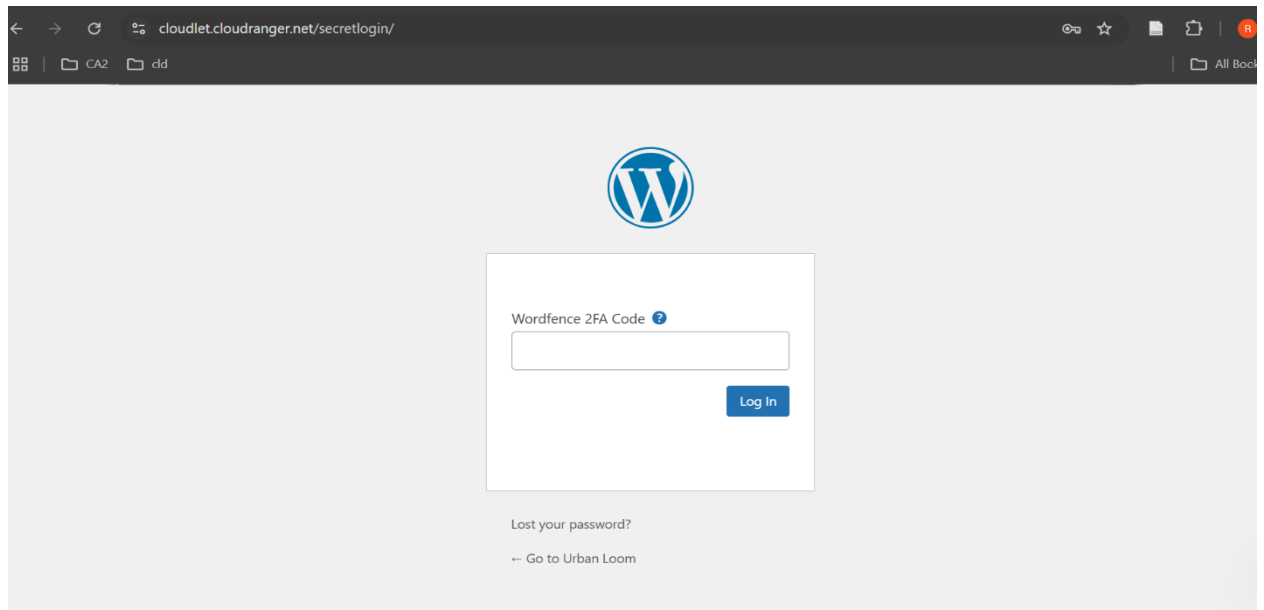 cloudlet.cloudranger.net/secretlogin/
R
CA2 cld All Book
W
Wordfence 2FA Code ?
Log In
Lost your password?
← Go to Urban Loom